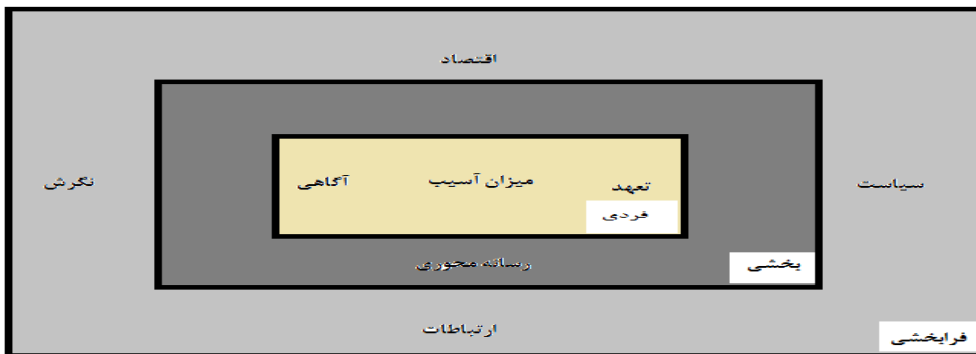 اقتصاد
سیاست
نگرش
تعهد
میزان آسیب
آگاهی
فردی
رسانه محوری
بخشی
ارتباطات
فرابخشی